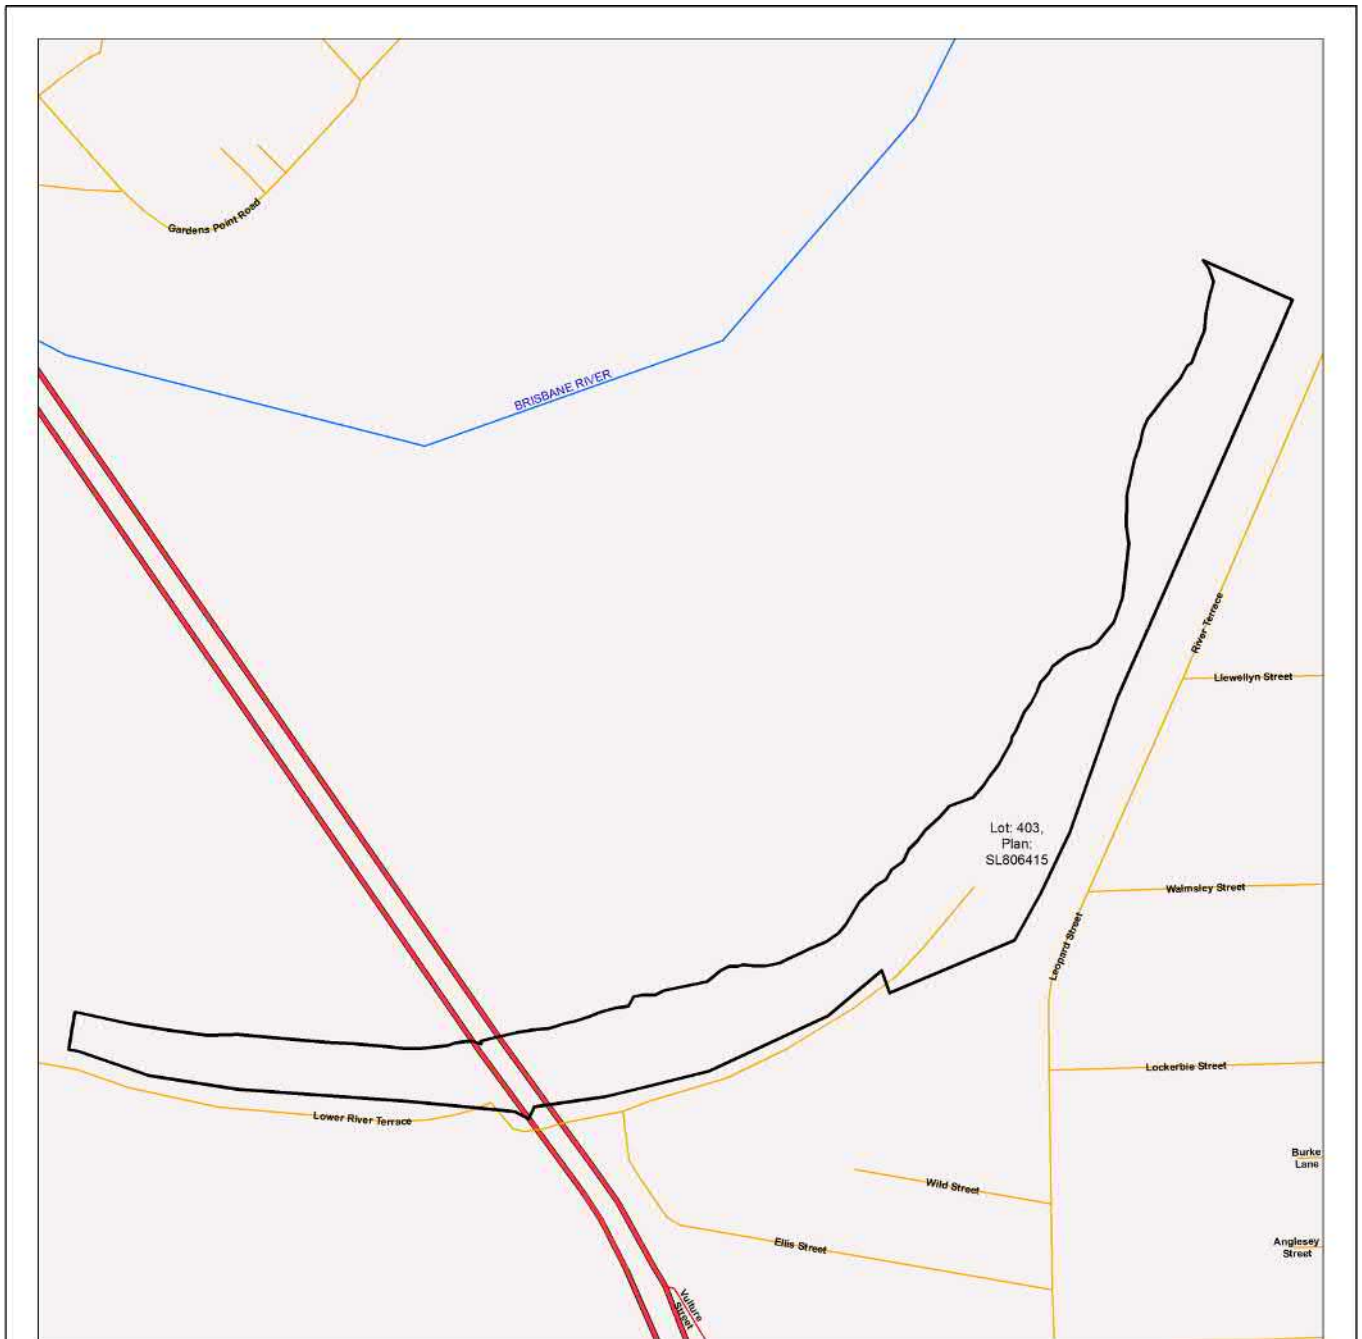 Gardens Point Road
BRISBANE RIVER
River Terrace
Llewellyn Street
Lot: 403,
Plan:
SL806415
Walmsley Street
Leopard Street
Lockerbie Street
Lower River Terrace
Burke
Lane
Wild Street
Ellis Street
Anglesey
Street
Vulture
Street